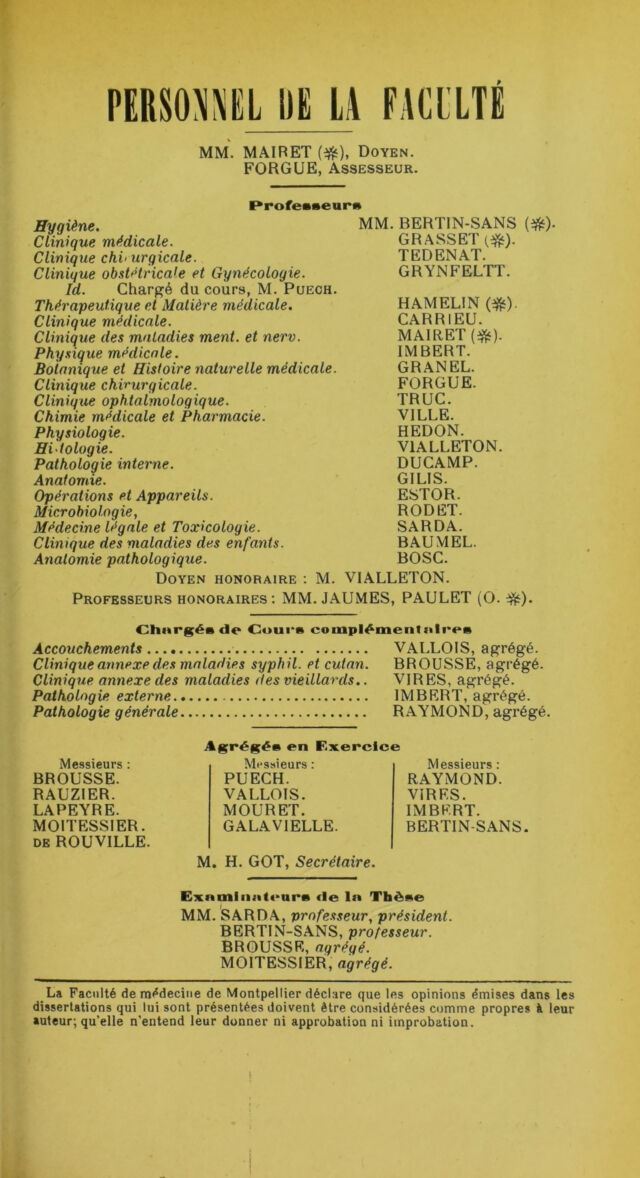 PERSONNEL DE LA FACULTÉ
MM. MAIRET (✻), DOYEN.
FORGUE, ASSESSEUR.
Professeurs
Hygiène. MM. BERTIN-SANS (✻).
Clinique médicale. GRASSET (✻).
Clinique chirurgicale. TEDENAT.
Clinique obstétricale et Gynécologie. GRYNFELTT.
Id. Chargé du cours, M. PUECH.
Thérapeutique et Matière médicale. HAMELIN (✻).
Clinique médicale. CARRIEU.
Clinique des maladies ment. et nerv. MAIRET (✻).
Physique médicale. IMBERT.
Botanique et Histoire naturelle médicale. GRANEL.
Clinique chirurgicale. FORGUE.
Clinique ophtalmologique. TRUC.
Chimie médicale et Pharmacie. VILLE.
Physiologie. HEDON.
Histologie. VIALLETON.
Pathologie interne. DUCAMP.
Anatomie. GILIS.
Opérations et Appareils. ESTOR.
Microbiologie, RODET.
Médecine légale et Toxicologie. SARDA.
Clinique des maladies des enfants. BAUMEL.
Anatomie pathologique. BOSC.
DOYEN HONORAIRE : M. VIALLETON.
PROFESSEURS HONORAIRES : MM. JAUMES, PAULET (O. ✻).
Chargés de Cours complémentaires
Accouchements........................ VALLOIS, agrégé.
Clinique annexe des maladies syphil. et cutan. BROUSSE, agrégé.
Clinique annexe des maladies des vieillards.. VIRES, agrégé.
Pathologie externe........................ IMBERT, agrégé.
Pathologie générale........................ RAYMOND, agrégé.
Agrégés en Exercice
Messieurs : Messieurs : Messieurs :
BROUSSE. PUECH. RAYMOND.
RAUZIER. VALLOIS. VIRES.
LAPEYRE. MOURET. IMBERT.
MOITESSIER. GALAVIELLE. BERTIN-SANS.
DE ROUVILLE.
M. H. GOT, Secrétaire.
Examinateurs de la Thèse
MM. SARDA, professeur, président.
BERTIN-SANS, professeur.
BROUSSE, agrégé.
MOITESSIER, agrégé.
La Faculté de médecine de Montpellier déclare que les opinions émises dans les
dissertations qui lui sont présentées doivent être considérées comme propres à leur
auteur; qu'elle n'entend leur donner ni approbation ni improbation.